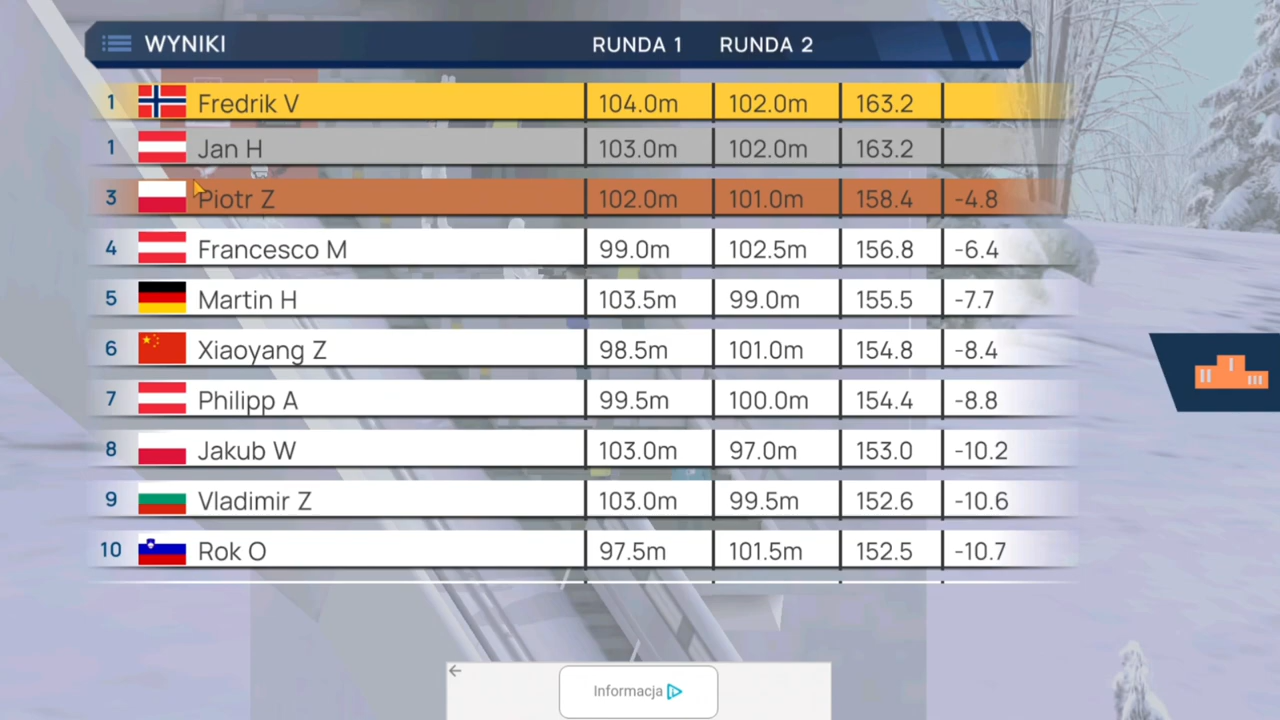 WYNIKI RUNDA 1 RUNDA 2
1 Fredrik V 104.0m 102.0m 163.2
1 Jan H 103.0m 102.0m 163.2
3 Piotr Z 102.0m 101.0m 158.4 -4.8
4 Francesco M 99.0m 102.5m 156.8 -6.4
5 Martin H 103.5m 99.0m 155.5 -7.7
6 Xiaoyang Z 98.5m 101.0m 154.8 -8.4
7 Philipp A 99.5m 100.0m 154.4 -8.8
8 Jakub W 103.0m 97.0m 153.0 -10.2
9 Vladimir Z 103.0m 99.5m 152.6 -10.6
10 Rok O 97.5m 101.5m 152.5 -10.7
II I III
Informacja